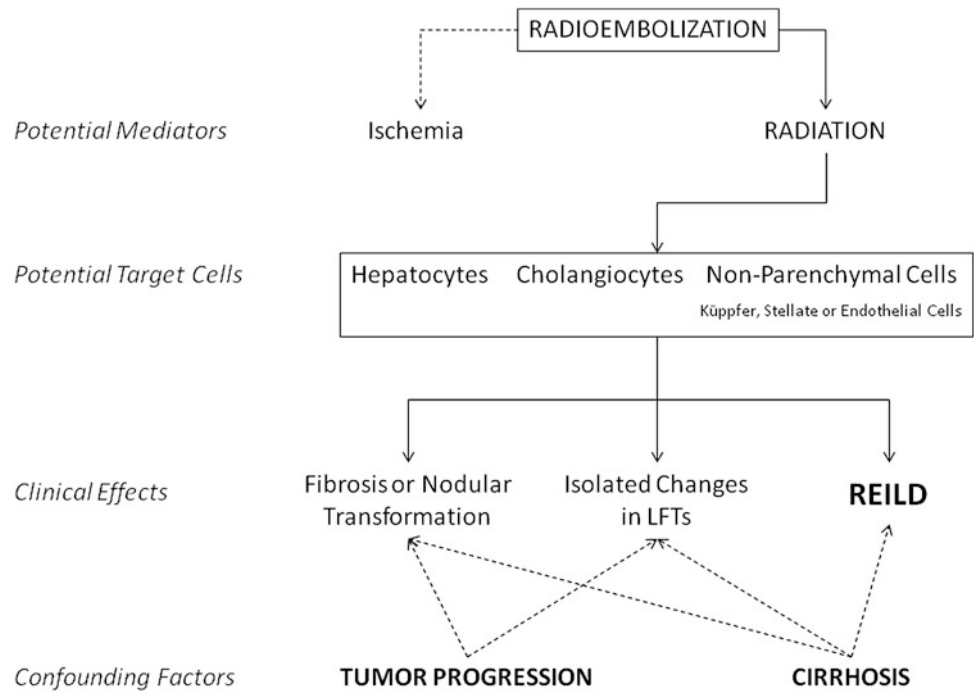 RADIOEMBOLIZATION
Potential Mediators
Ischemia
RADIATION
Potential Target Cells
Hepatocytes
Cholangiocytes
Non-Parenchymal Cells
Küppfer, Stellate or Endothelial Cells
Clinical Effects
Fibrosis or Nodular
Transformation
Isolated Changes
in LFTs
REILD
Confounding Factors
TUMOR PROGRESSION
CIRRHOSIS